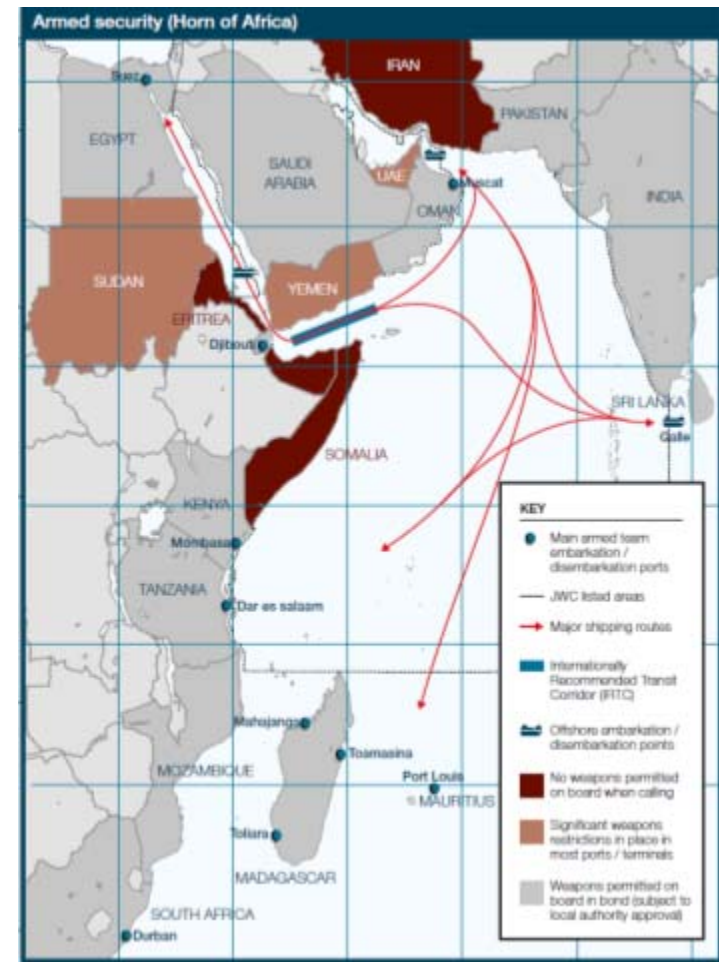 Armed security (Horn of Africa)
IRAN
Suez
PAKISTAN
EGYPT
SAUDI
ARABIA
UAE
Muscat
INDIA
OMAN
SUDAN
YEMEN
ERITREA
Djibouti
SRI LANKA
Galle
SOMALIA
KENYA
Mombasa
TANZANIA
Dar es salaam
Mahajanga
Toamasina
MOZAMBIQUE
Port Louis
MAURITIUS
Toliara
MADAGASCAR
SOUTH AFRICA
Durban
KEY
Main armed team
embarkation /
disembarkation ports
JWC listed areas
Major shipping routes
Internationally
Recommended Transit
Corridor (IRTC)
Offshore embarkation /
disembarkation points
No weapons permitted
on board when calling
Significant weapons
restrictions in place in
most ports / terminals
Weapons permitted on
board in bond (subject to
local authority approval)